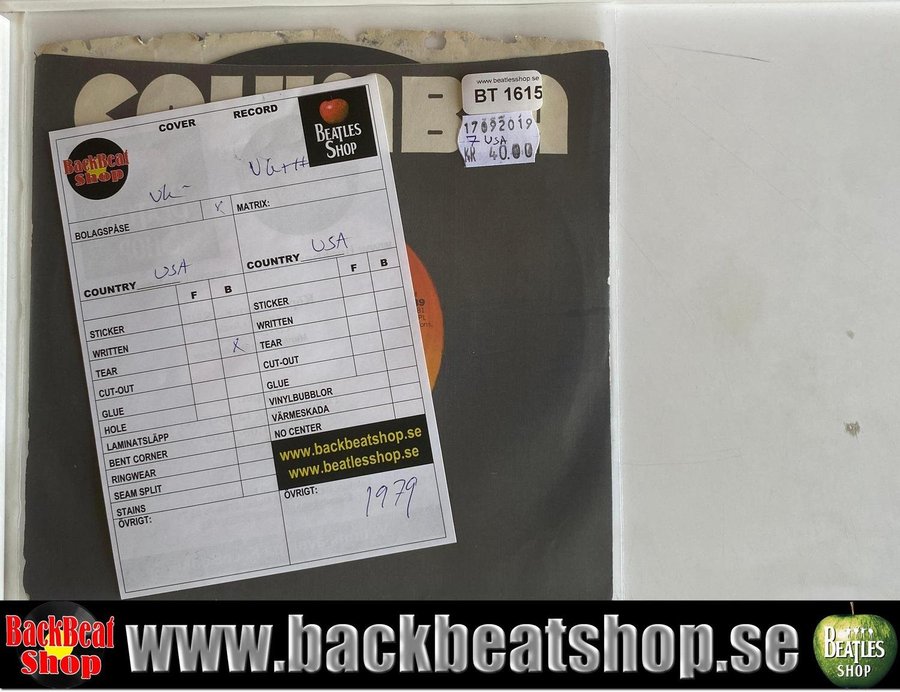 COLUMBIA
www.beatlesshop.se
BT 1615
17092019
7 USA
KR 40.00
COVER
RECORD
BackBeat
Shop
BEATLES
SHOP
VG-
VG++
BOLAGSPÅSE
X
MATRIX:
COUNTRY USA
COUNTRY USA
F B
F B
STICKER
WRITTEN
TEAR X
CUT-OUT
GLUE
HOLE
LAMINATSLÄPP
BENT CORNER
RINGWEAR
SEAM SPLIT
STAINS
ÖVRIGT:
STICKER
WRITTEN
TEAR
CUT-OUT
GLUE
VINYLBUBBLOR
VÄRMESKADA
NO CENTER
www.backbeatshop.se
www.beatlesshop.se
ÖVRIGT:
1979
BackBeat
Shop
www.backbeatshop.se
BEATLES
SHOP